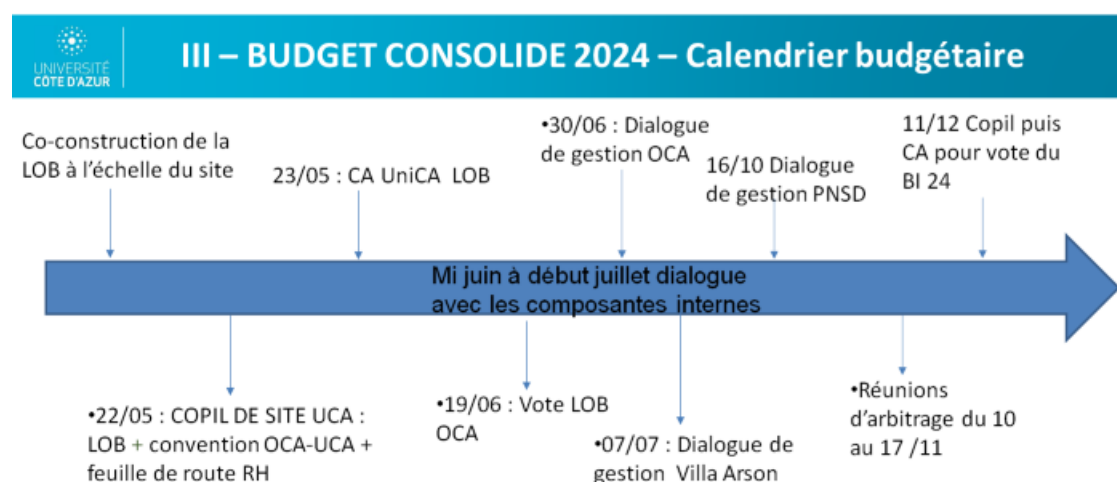 UNIVERSITÉ
CÔTE D'AZUR
III – BUDGET CONSOLIDE 2024 – Calendrier budgétaire
Co-construction de la
LOB à l'échelle du site
23/05 : CA UniCA LOB
•30/06 : Dialogue
de gestion OCA
16/10 Dialogue
de gestion PNSD
11/12 Copil puis
CA pour vote du
BI 24
Mi juin à début juillet dialogue
avec les composantes internes
•22/05 : COPIL DE SITE UCA :
LOB + convention OCA-UCA +
feuille de route RH
•19/06 : Vote LOB
OCA
•07/07 : Dialogue de
gestion Villa Arson
•Réunions
d'arbitrage du 10
au 17 /11